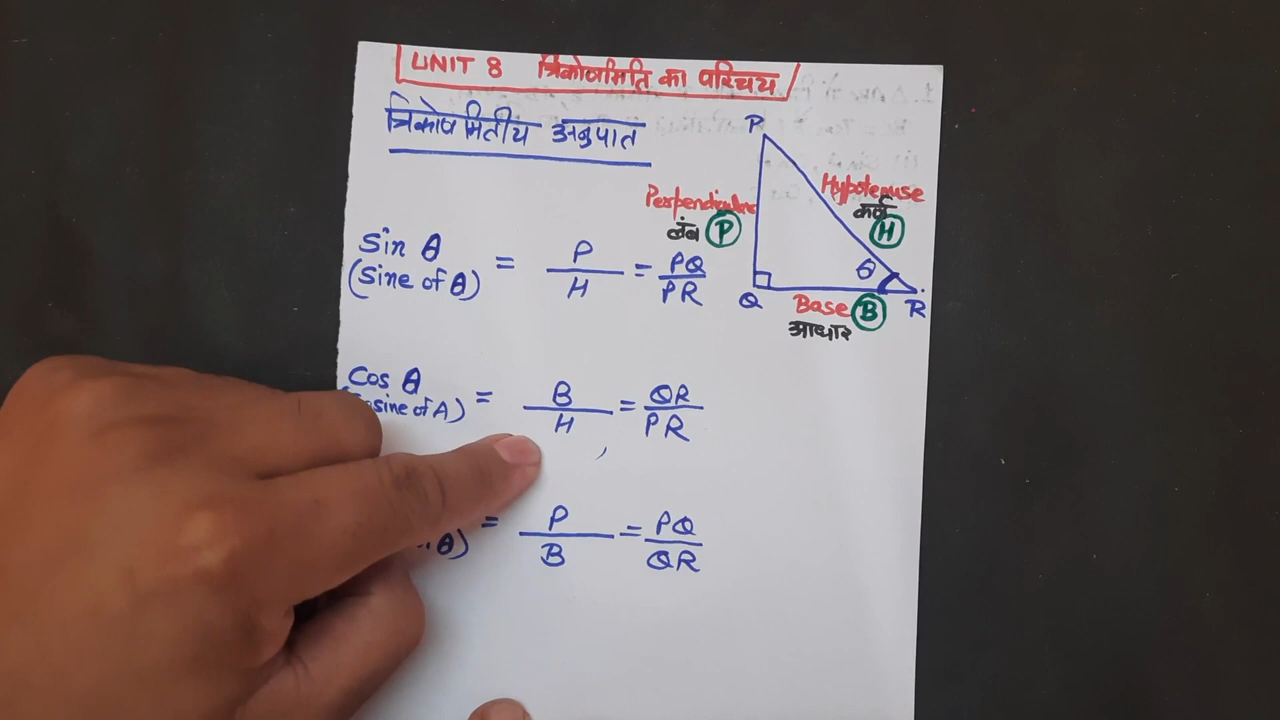 UNIT 8 त्रिकोणमिति का परिचय
त्रिकोणमितीय अनुपात
P
Perpendicular
लंब P
Hypotenuse
कर्ण
H
θ
Q
R
Base B
आधार
Sin θ
(Sine of θ) = P/H = PQ/PR
Cos θ
sine of A) = B/H = QR/PR
θ) = P/B = PQ/QR